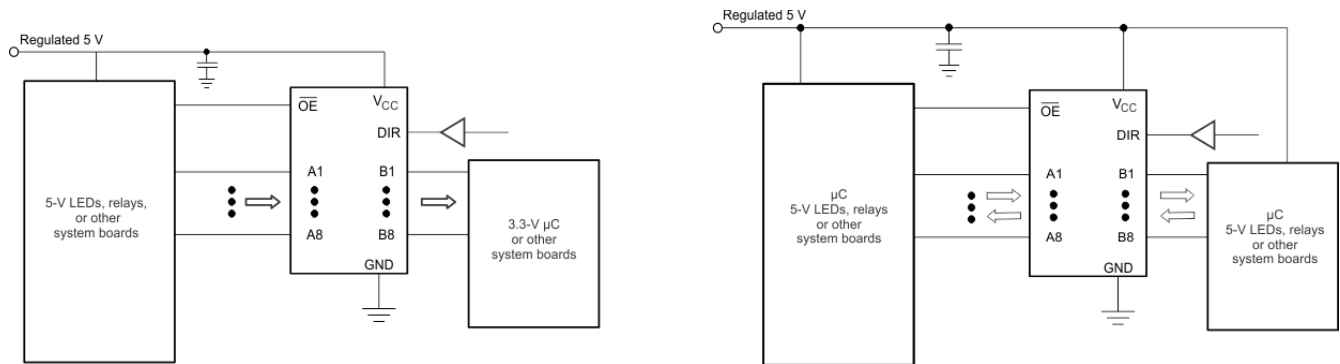 Regulated 5 V
OE
VCC
DIR
A1
B1
5-V LEDs, relays,
or other
system boards
A8
B8
3.3-V µC
or other
system boards
GND
Regulated 5 V
OE
VCC
DIR
A1
B1
µC
5-V LEDs, relays
or other
system boards
A8
B8
µC
5-V LEDs, relays
or other
system boards
GND